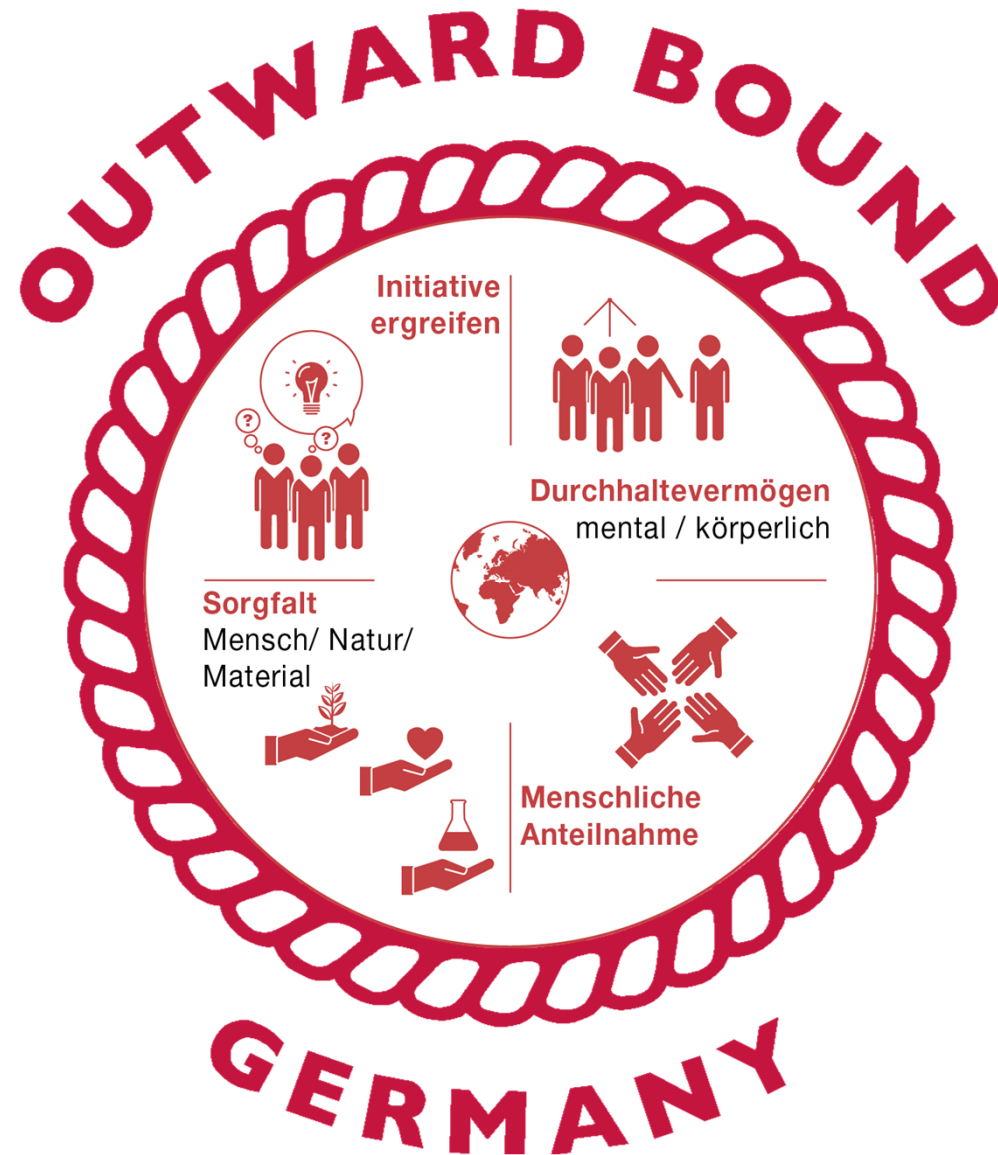 OUTWARD BOUND
Initiative
ergreifen
?
?
Durchhaltevermögen
mental / körperlich
Sorgfalt
Mensch/ Natur/
Material
Menschliche
Anteilnahme
GERMANY